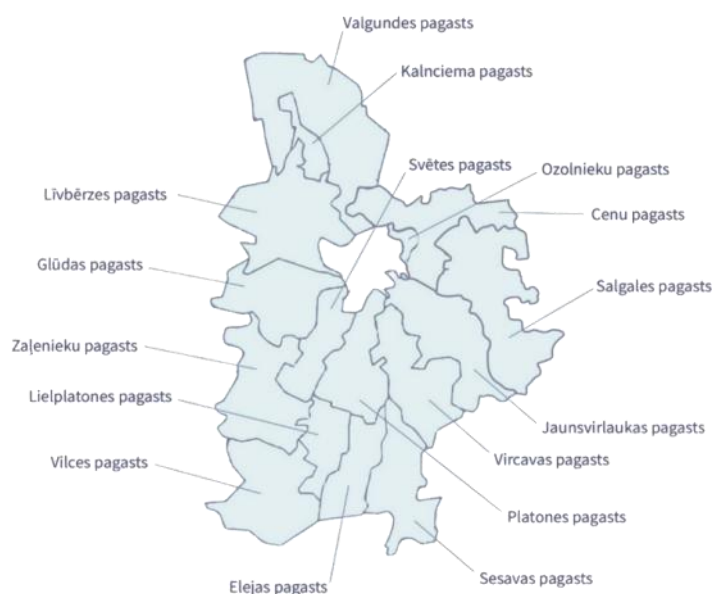 Valgundes pagasts
Kalnciema pagasts
Svētes pagasts
Ozolnieku pagasts
Līvbērzes pagasts
Cenu pagasts
Glūdas pagasts
Salgales pagasts
Zaļenieku pagasts
Lielplatones pagasts
Jaunsvirlaukas pagasts
Vilces pagasts
Vircavas pagasts
Platones pagasts
Sesavas pagasts
Elejas pagasts